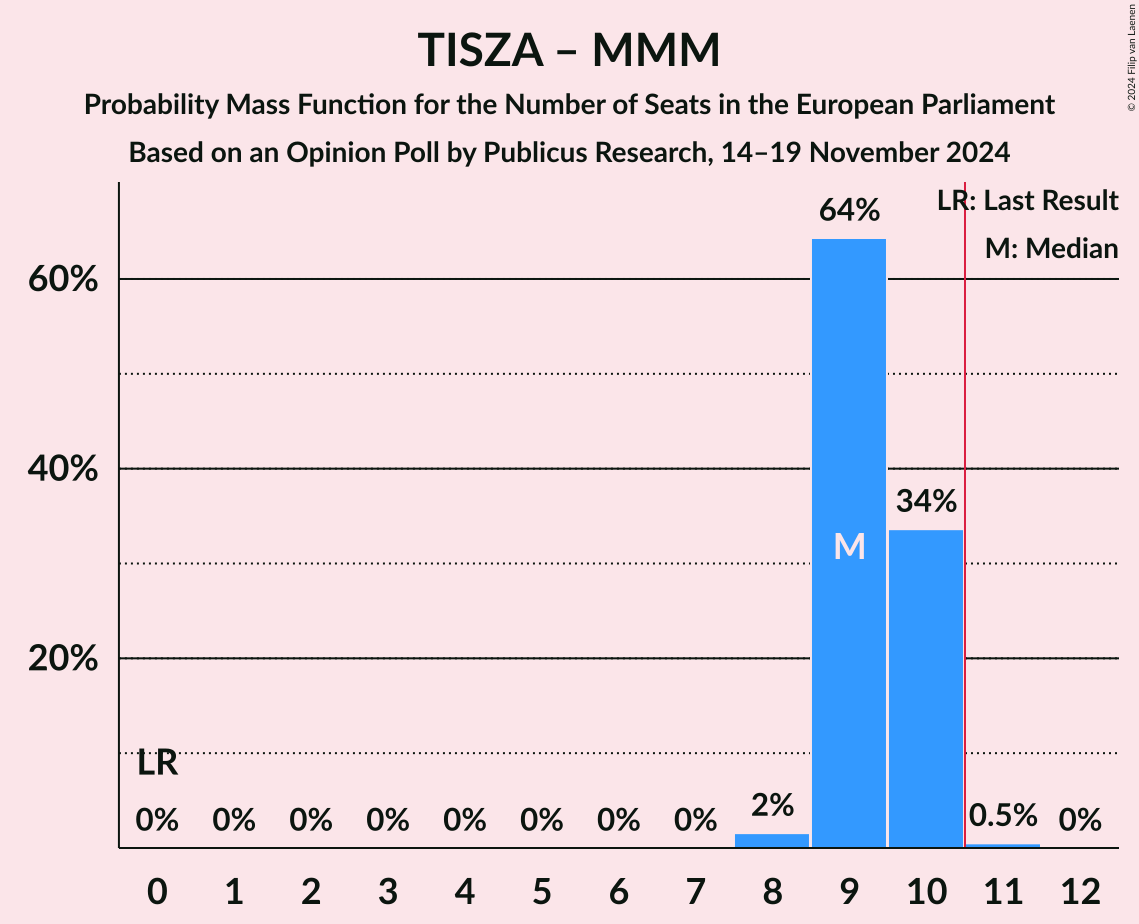 TISZA – MMM
Probability Mass Function for the Number of Seats in the European Parliament
Based on an Opinion Poll by Publicus Research, 14–19 November 2024
© 2024 Filip van Laenen
LR: Last Result
M: Median
64%
60%
40%
34%
M
20%
LR
0% 0% 0% 0% 0% 0% 0% 0% 2% 0.5% 0%
0 1 2 3 4 5 6 7 8 9 10 11 12